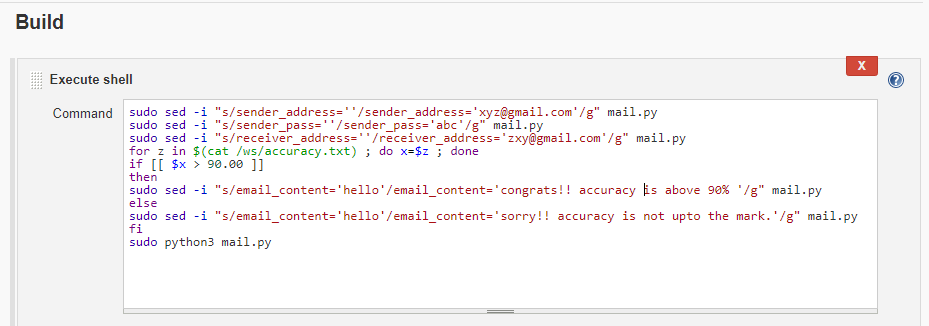 Build
X
Execute shell
?
Command
sudo sed -i "s/sender_address=''/sender_address='xyz@gmail.com'/g" mail.py
sudo sed -i "s/sender_pass=''/sender_pass='abc'/g" mail.py
sudo sed -i "s/receiver_address=''/receiver_address='zxy@gmail.com'/g" mail.py
for z in $(cat /ws/accuracy.txt) ; do x=$z ; done
if [[ $x > 90.00 ]]
then
sudo sed -i "s/email_content='hello'/email_content='congrats!! accuracy is above 90% '/g" mail.py
else
sudo sed -i "s/email_content='hello'/email_content='sorry!! accuracy is not upto the mark.'/g" mail.py
fi
sudo python3 mail.py